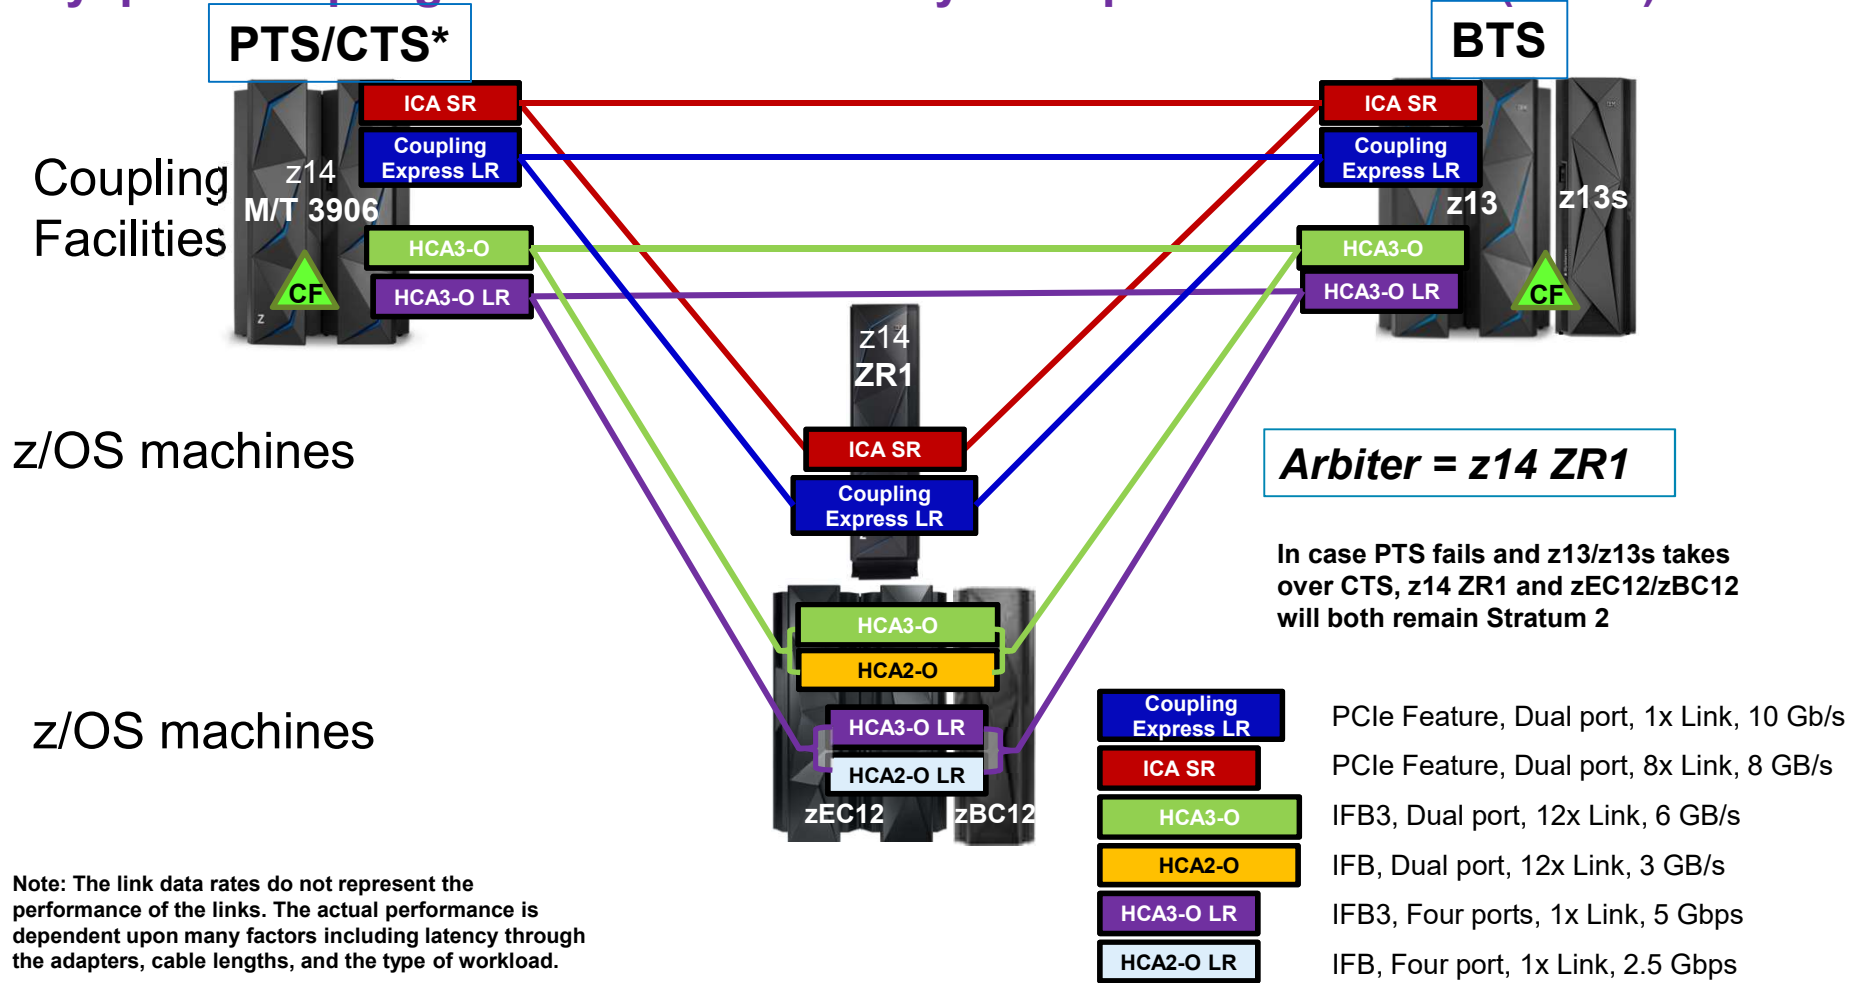 PTS/CTS*
BTS
ICA SR
Coupling
Express LR
ICA SR
Coupling
Express LR
Coupling
Facilities
z14
M/T 3906
z13
z13s
HCA3-O
HCA3-O LR
HCA3-O
HCA3-O LR
CF
CF
z
z14
ZR1
z/OS machines
ICA SR
Coupling
Express LR
z
Arbiter = z14 ZR1
In case PTS fails and z13/z13s takes
over CTS, z14 ZR1 and zEC12/zBC12
will both remain Stratum 2
HCA3-O
HCA2-O
z/OS machines
HCA3-O LR
HCA2-O LR
zEC12
zBC12
Coupling
Express LR
PCIe Feature, Dual port, 1x Link, 10 Gb/s
ICA SR
PCIe Feature, Dual port, 8x Link, 8 GB/s
HCA3-O
IFB3, Dual port, 12x Link, 6 GB/s
HCA2-O
IFB, Dual port, 12x Link, 3 GB/s
HCA3-O LR
IFB3, Four ports, 1x Link, 5 Gbps
HCA2-O LR
IFB, Four port, 1x Link, 2.5 Gbps
Note: The link data rates do not represent the
performance of the links. The actual performance is
dependent upon many factors including latency through
the adapters, cable lengths, and the type of workload.